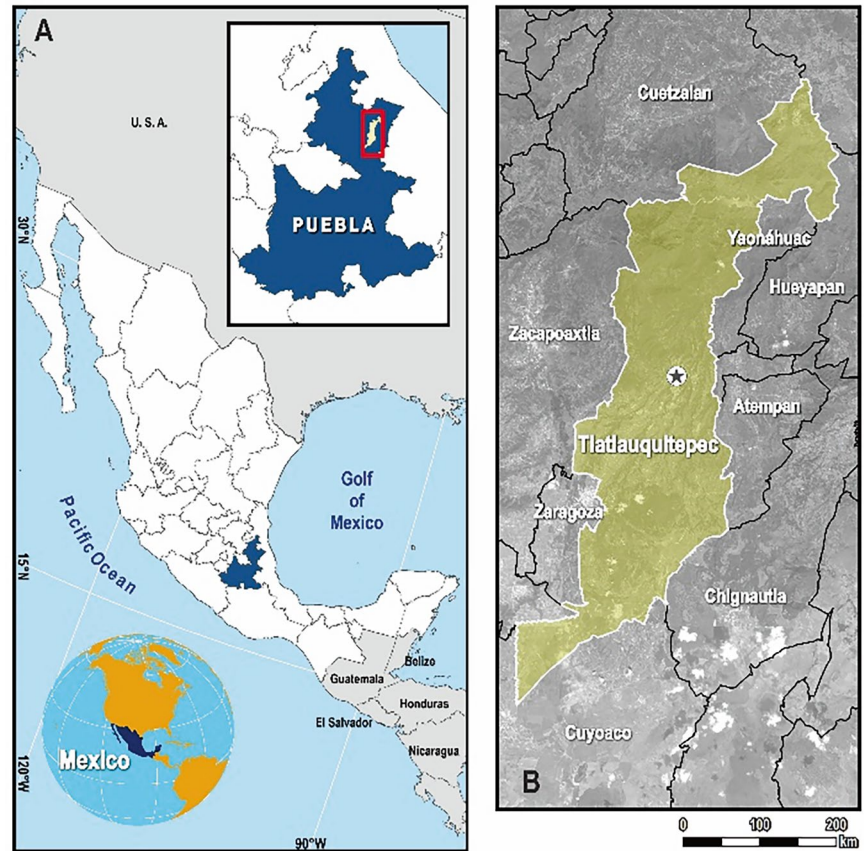 A
U. S. A.
PUEBLA
30°N
Golf
of
Mexico
Pacific Ocean
15°N
Belizo
Guatemala
Honduras
El Salvador
Nicaragua
Mexico
120°W
90°W
Cuetzalan
Yaonáhuac
Hueyapan
Zacapoaxtla
Atempan
Tlatlauquitepec
Zaragoza
Chignautla
Cuyoaco
B
0 100 200
km